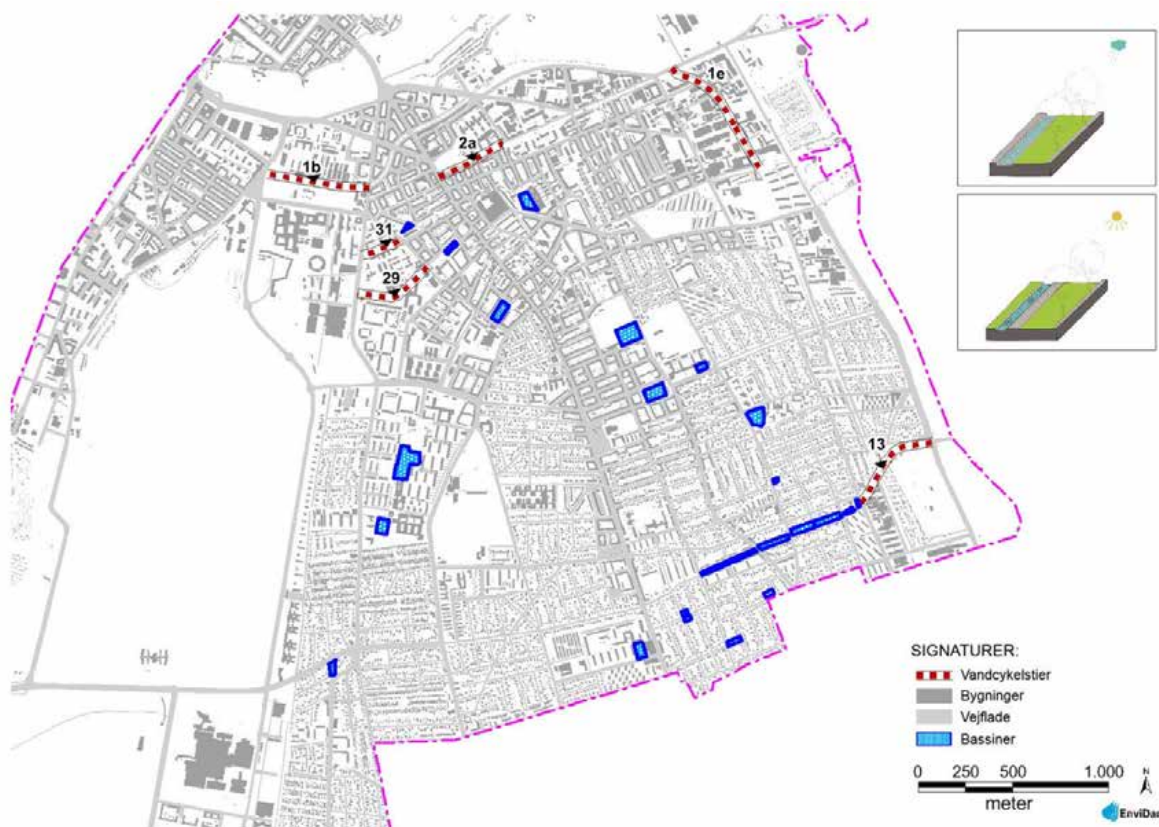 1e
2a
1b
31
29
13
SIGNATURER:
Vandcykelstier
Bygninger
Vejflade
Bassiner
0 250 500 1.000
meter
N
EnviDan